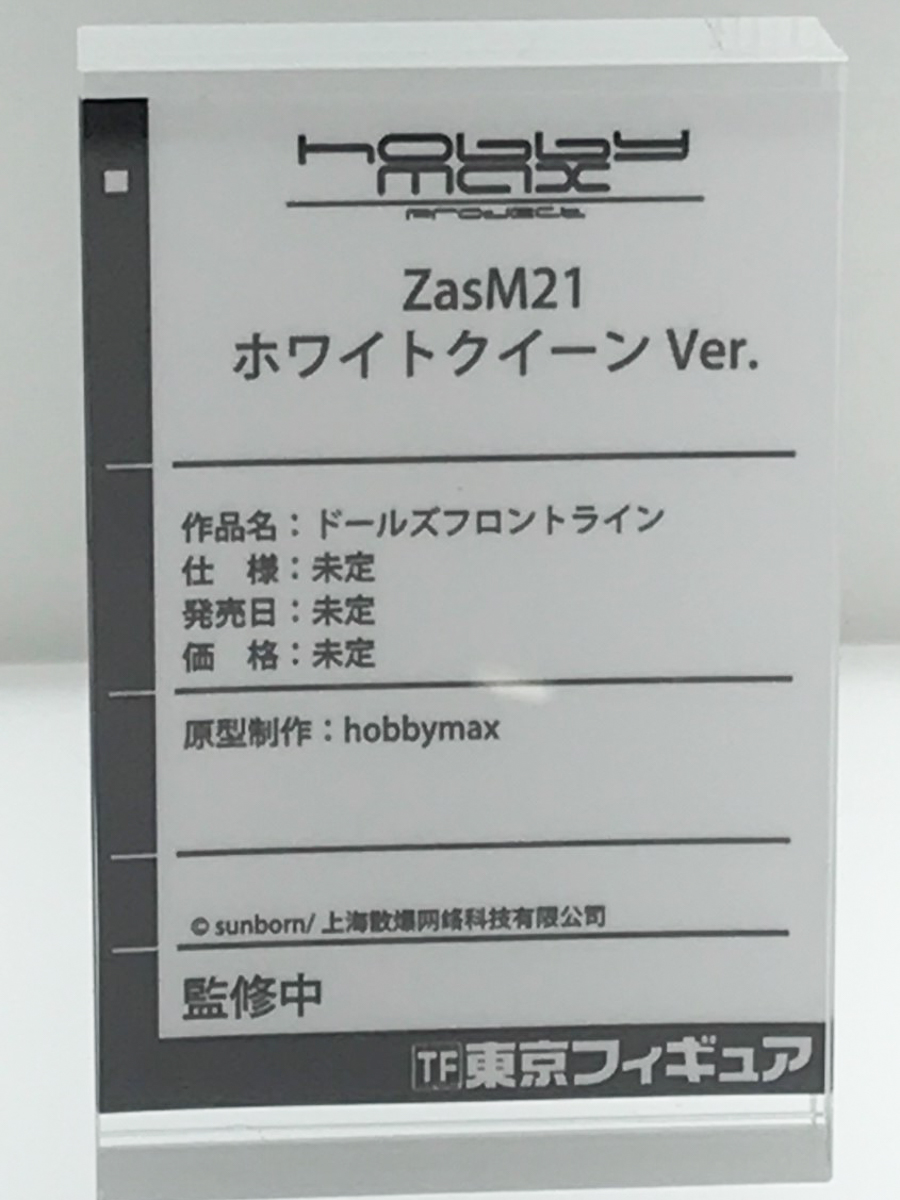 hobby
max
project.
ZasM21
ホワイトクイーン Ver.
作品名：ドールズフロントライン
仕　様：未定
発売日：未定
価　格：未定
原型制作：hobbymax
© sunborn/ 上海散爆网络科技有限公司
監修中
TF 東京フィギュア